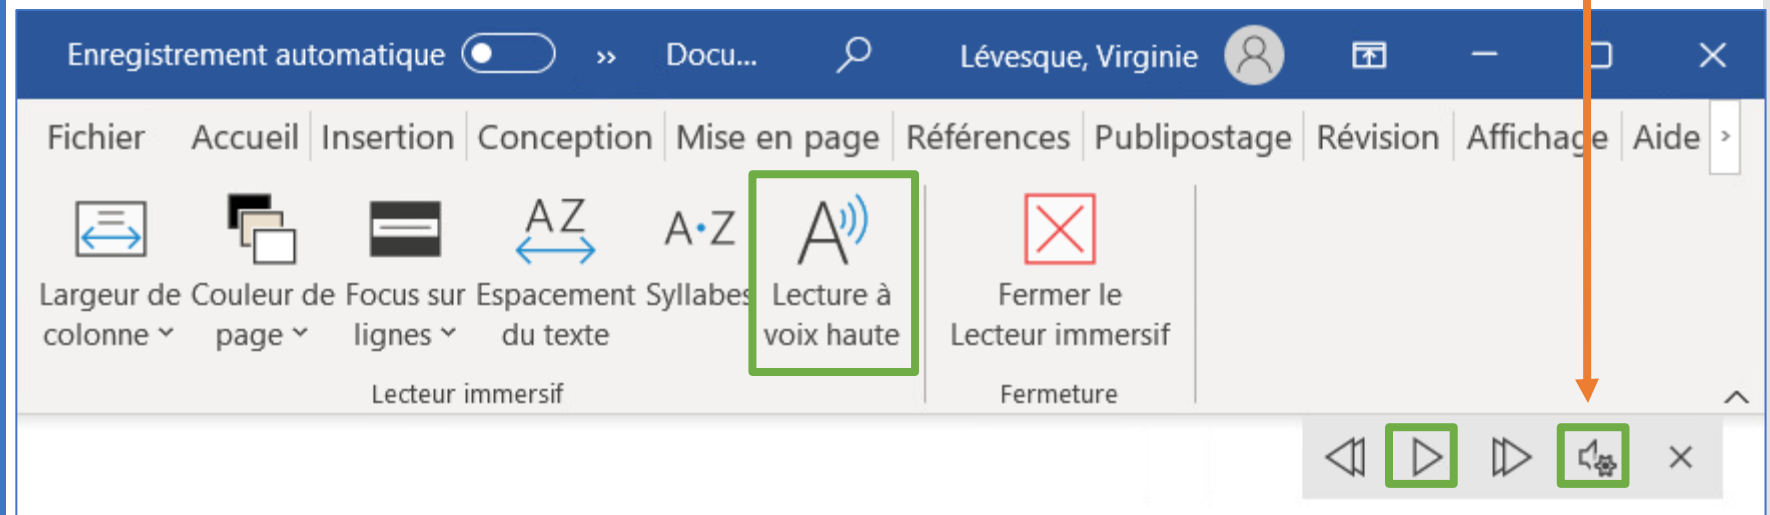 Enregistrement automatique » Docu... Lévesque, Virginie
Fichier Accueil Insertion Conception Mise en page Références Publipostage Révision Affichage Aide
AZ A·Z A
Largeur de Couleur de Focus sur Espacement Syllabes Lecture à Fermer le
colonne page lignes du texte voix haute Lecteur immersif
Lecteur immersif Fermeture